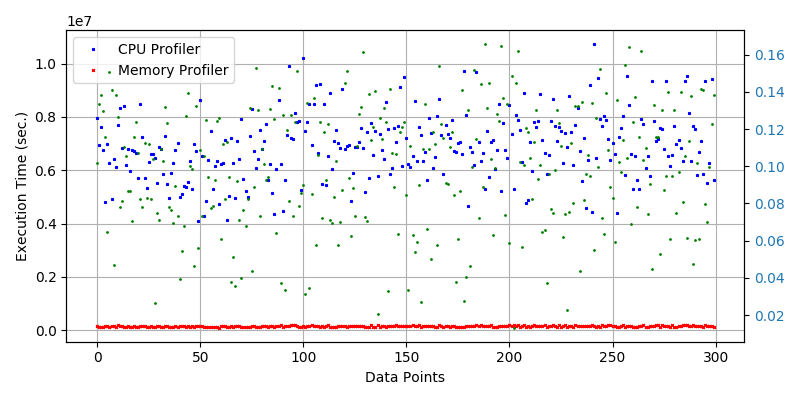 1e7
CPU Profiler
Memory Profiler
Execution Time (sec.)
1.0
0.8
0.6
0.4
0.2
0.0
0.16
0.14
0.12
0.10
0.08
0.06
0.04
0.02
0 50 100 150 200 250 300
Data Points